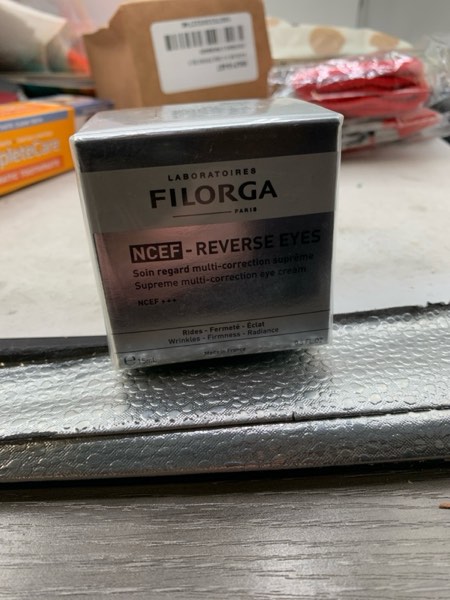 pleteCare
LABORATOIRES
FILORGA
PARIS
NCEF - REVERSE EYES
Soin regard multi-correction suprême
Supreme multi-correction eye cream
NCEF
Rides - Fermeté - Éclat
Wrinkles - Firmness - Radiance
Made in France